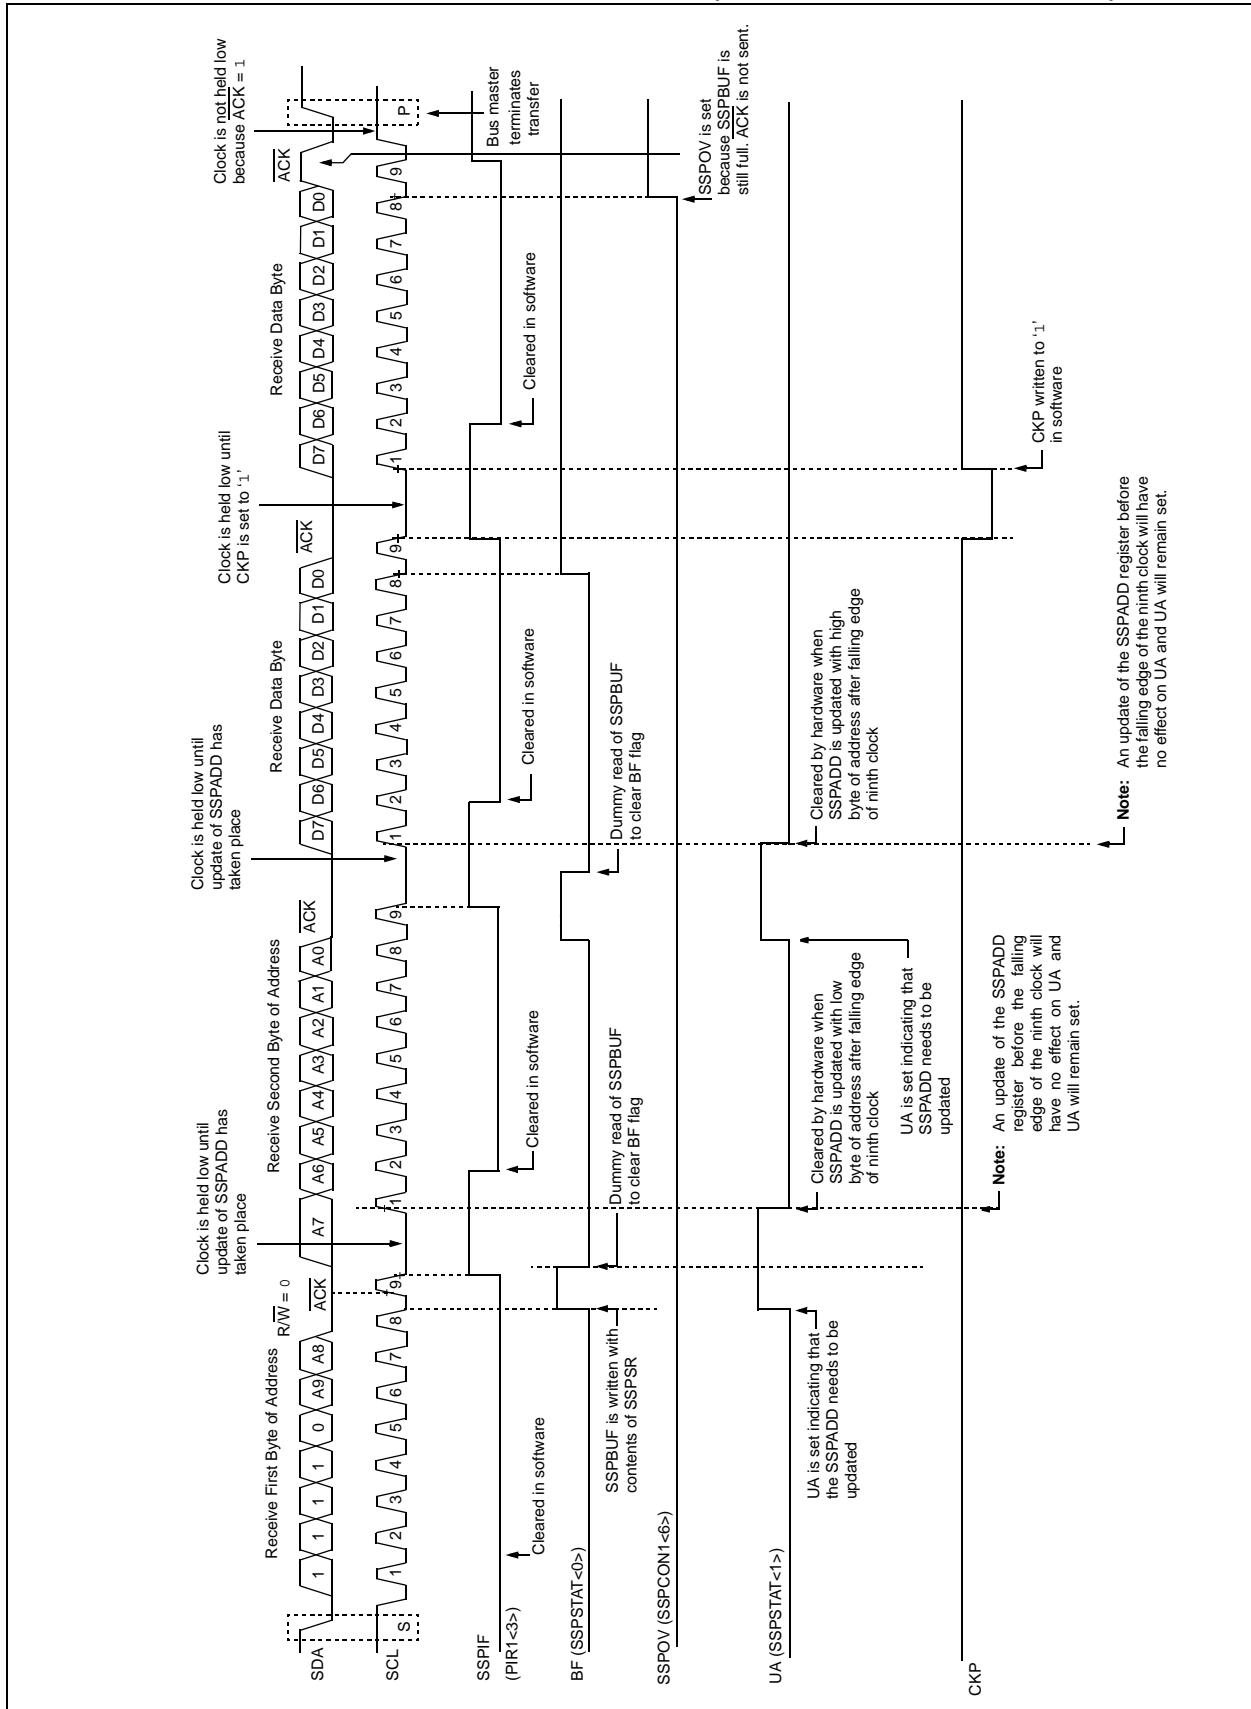 Receive First Byte of Address
R/W = 0
Receive Second Byte of Address
Receive Data Byte
Receive Data Byte
Clock is held low until
update of SSPADD has
taken place
Clock is held low until
update of SSPADD has
taken place
Clock is held low until
CKP is set to ‘1’
Clock is not held low
because ACK = 1
SDA
1 1 1 1 0 A9 A8 ACK
A7 A6 A5 A4 A3 A2 A1 A0 ACK
D7 D6 D5 D4 D3 D2 D1 D0 ACK
D7 D6 D5 D4 D3 D2 D1 D0 ACK
SCL
S 1 2 3 4 5 6 7 8 9
1 2 3 4 5 6 7 8 9
1 2 3 4 5 6 7 8 9
1 2 3 4 5 6 7 8 9 P
Bus master
terminates
transfer
SSPIF
(PIR1<3>)
Cleared in software
Cleared in software
Cleared in software
Cleared in software
BF (SSPSTAT<0>)
SSPBUF is written with
contents of SSPSR
Dummy read of SSPBUF
to clear BF flag
Dummy read of SSPBUF
to clear BF flag
SSPOV (SSPCON1<6>)
SSPOV is set
because SSPBUF is
still full. ACK is not sent.
UA (SSPSTAT<1>)
UA is set indicating that
the SSPADD needs to be
updated
Cleared by hardware when
SSPADD is updated with low
byte of address after falling edge
of ninth clock
UA is set indicating that
SSPADD needs to be
updated
Cleared by hardware when
SSPADD is updated with high
byte of address after falling edge
of ninth clock
CKP
CKP written to ‘1’
in software
Note: An update of the SSPADD
register before the falling
edge of the ninth clock will
have no effect on UA and
UA will remain set.
Note: An update of the SSPADD register before
the falling edge of the ninth clock will have
no effect on UA and UA will remain set.